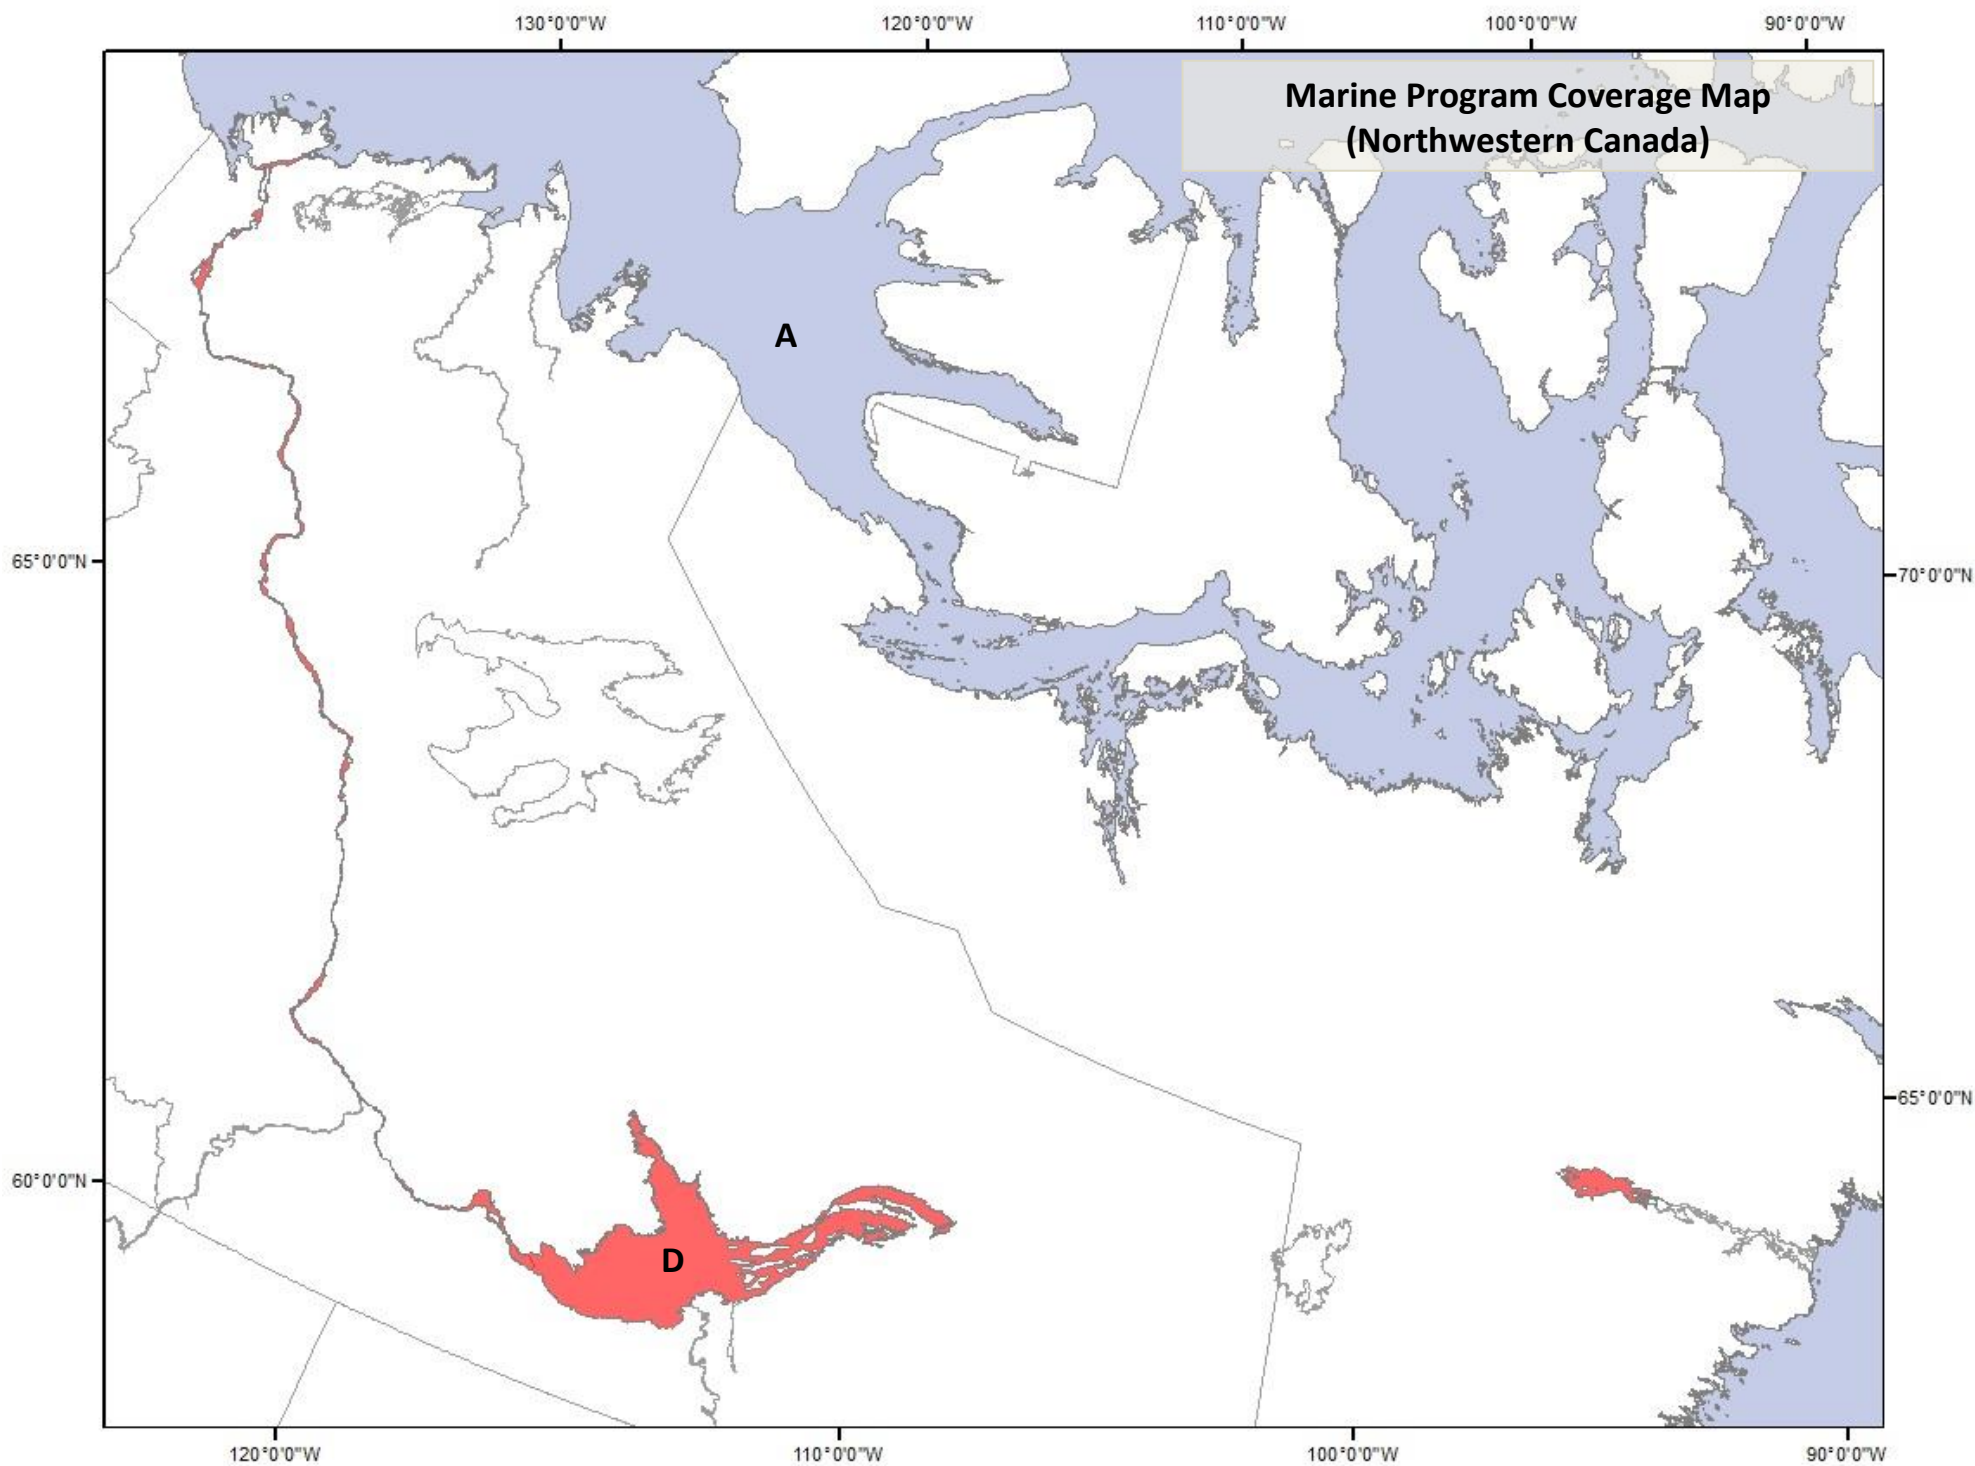 130°0'0"W 120°0'0"W 110°0'0"W 100°0'0"W 90°0'0"W
Marine Program Coverage Map
(Northwestern Canada)
A
65°0'0"N
70°0'0"N
65°0'0"N
60°0'0"N
D
120°0'0"W 110°0'0"W 100°0'0"W 90°0'0"W